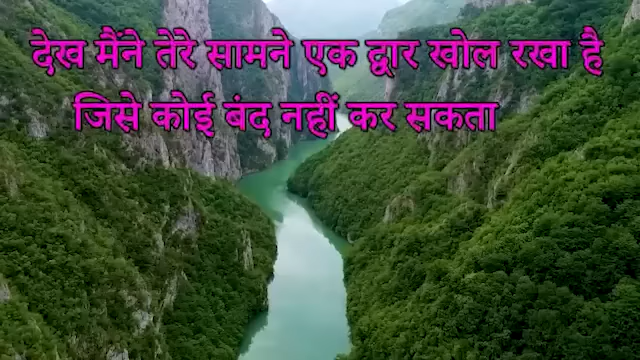 देख मैंने तेरे सामने एक द्वार खोल रखा है
जिसे कोई बंद नहीं कर सकता